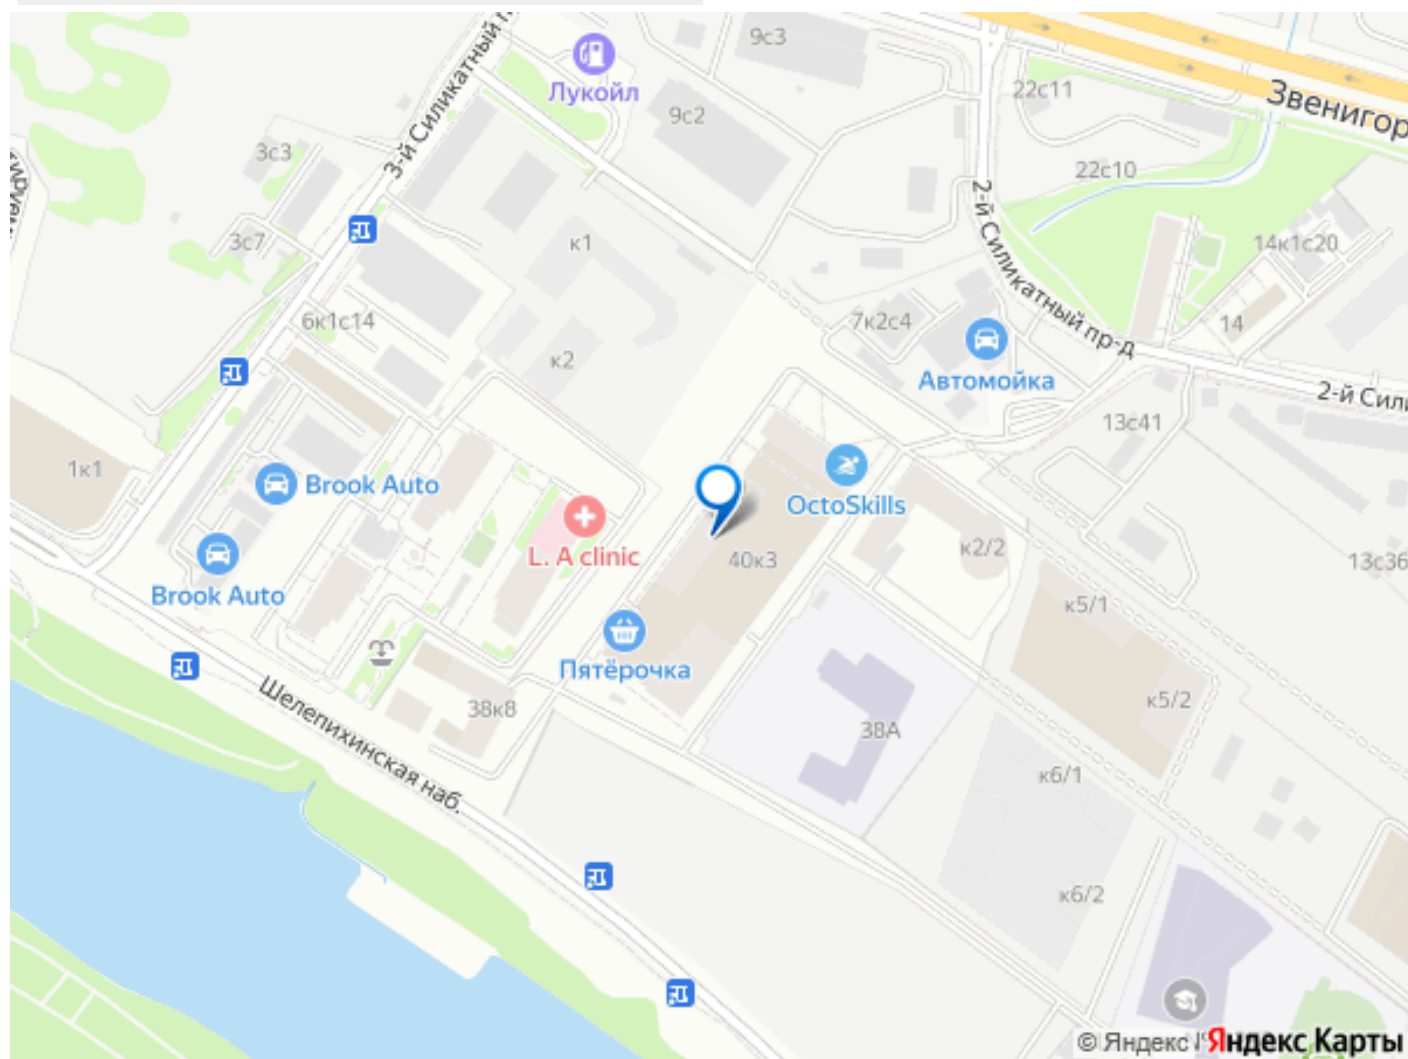 9с3
Лукойл
9с2
3-й Силикатный п
22с11
Звенигор
3с3
22с10
2-й Силикатный пр-д
3с7
к1
14к1с20
6к1с14
7к2с4
14
к2
Автомойка
2-й Сили
13с41
1к1
Brook Auto
OctoSkills
L. A clinic
40к3
к2/2
13с36
Brook Auto
к5/1
Пятёрочка
к5/2
Шелепихинская наб.
38к8
38А
к6/1
к6/2
© Яндекс
Яндекс Карты